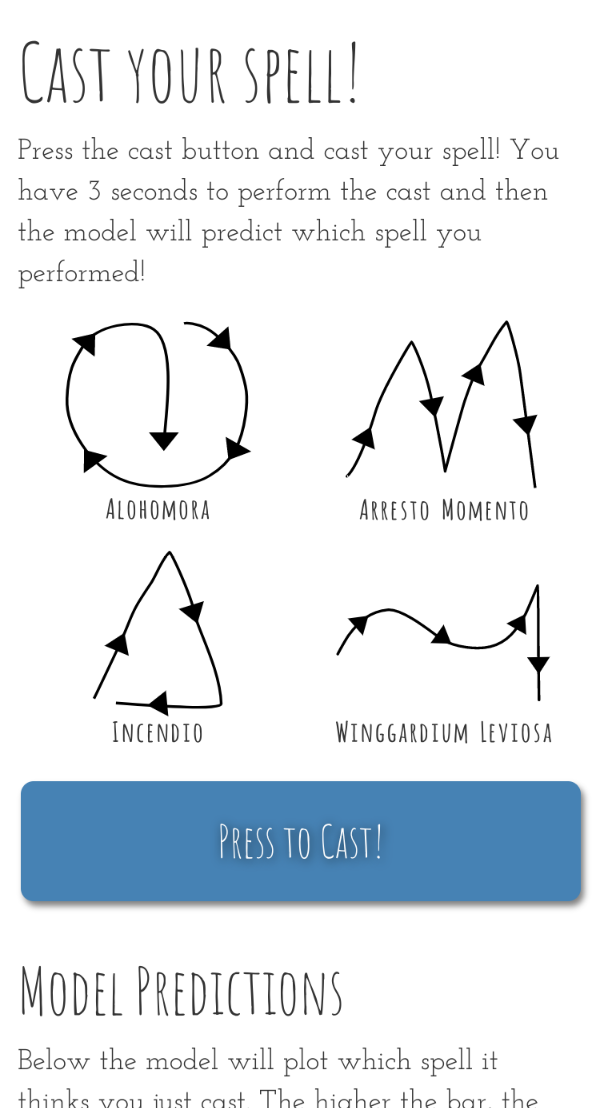 Cast your spell!
Press the cast button and cast your spell! You
have 3 seconds to perform the cast and then
the model will predict which spell you
performed!
Alohomora
Arresto Momento
Incendio
Winggardium Leviosa
Press to Cast!
Model Predictions
Below the model will plot which spell it
thinks you just cast. The higher the bar, the